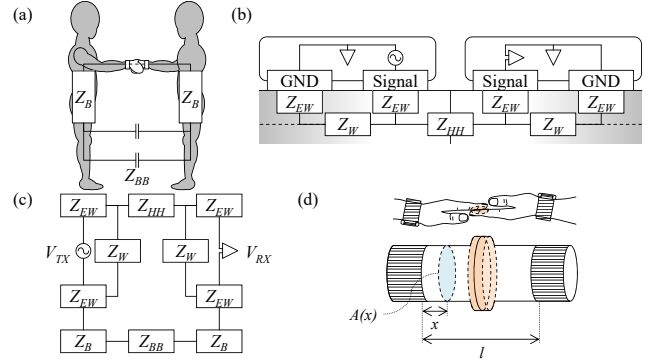 (a)
Z_B
Z_B
Z_BB
(b)
GND
Signal
Signal
GND
Z_EW
Z_EW
Z_EW
Z_EW
Z_W
Z_HH
Z_W
(c)
Z_EW
Z_HH
Z_EW
V_TX
Z_W
Z_W
V_RX
Z_EW
Z_EW
Z_B
Z_BB
Z_B
(d)
A(x)
x
l